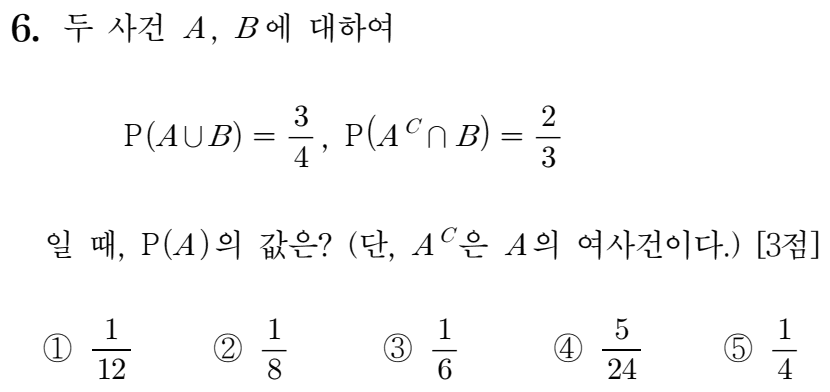 6. 두 사건 A, B에 대하여
P(A∪B) = 3/4, P(A^C∩B) = 2/3
일 때, P(A)의 값은? (단, A^C은 A의 여사건이다.) [3점]
① 1/12 ② 1/8 ③ 1/6 ④ 5/24 ⑤ 1/4